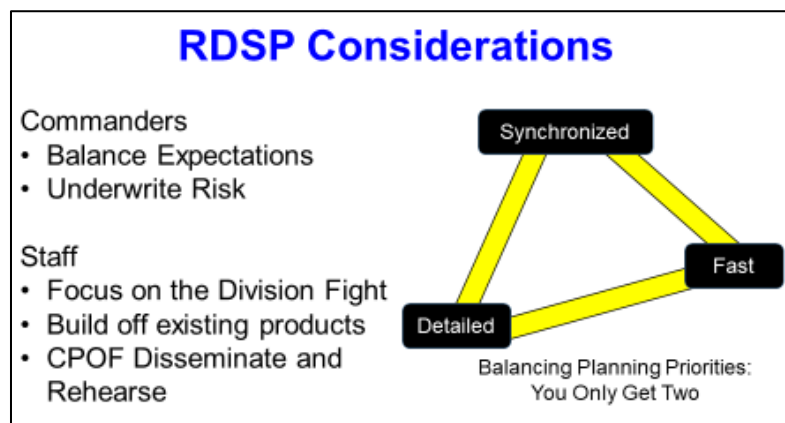 RDSP Considerations
Commanders
• Balance Expectations
• Underwrite Risk
Staff
• Focus on the Division Fight
• Build off existing products
• CPOF Disseminate and
Rehearse
Synchronized
Fast
Detailed
Balancing Planning Priorities:
You Only Get Two